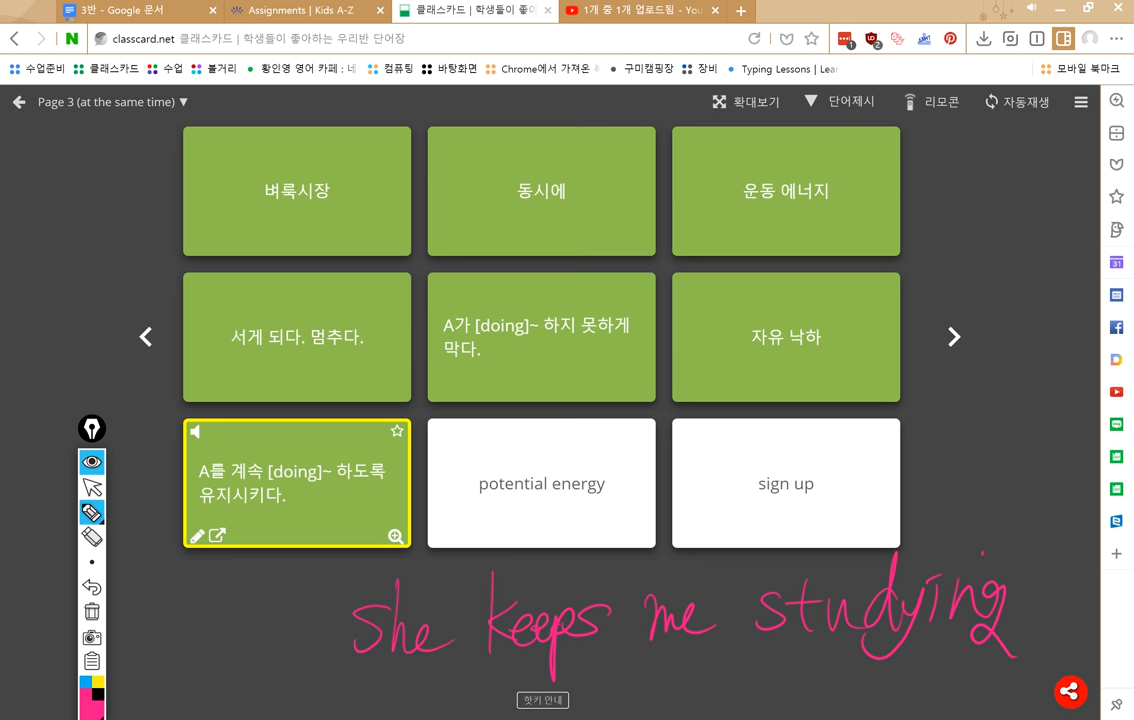 3반 - Google 문서
Assignments | Kids A-Z
클래스카드 | 학생들이 좋아
1개 중 1개 업로드됨 - You
N
classcard.net 클래스카드 | 학생들이 좋아하는 우리반 단어장
1
2
수업준비
클래스카드
수업
볼거리
황인영 영어 카페 : 네
컴퓨팅
바탕화면
Chrome에서 가져온
구미캠핑장
장비
Typing Lessons | Lear
모바일 북마크
Page 3 (at the same time) ▼
확대보기
단어제시
리모콘
자동재생
벼룩시장
동시에
운동 에너지
서게 되다. 멈추다.
A가 [doing]~ 하지 못하게
막다.
자유 낙하
A를 계속 [doing]~ 하도록
유지시키다.
potential energy
sign up
She keeps me studying
핫키 안내
31